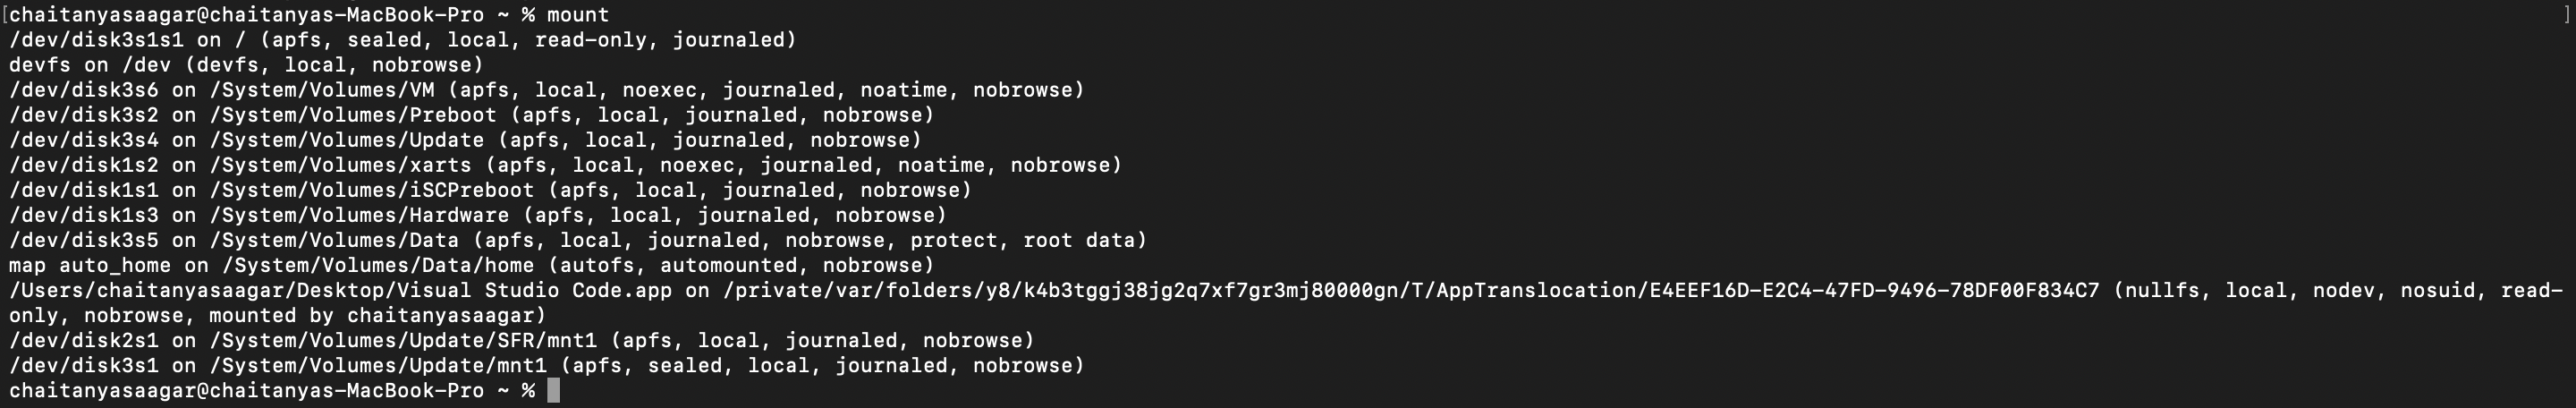 [chaitanyasaagar@chaitanyas-MacBook-Pro ~ % mount ]
/dev/disk3s1s1 on / (apfs, sealed, local, read-only, journaled)
devfs on /dev (devfs, local, nobrowse)
/dev/disk3s6 on /System/Volumes/VM (apfs, local, noexec, journaled, noatime, nobrowse)
/dev/disk3s2 on /System/Volumes/Preboot (apfs, local, journaled, nobrowse)
/dev/disk3s4 on /System/Volumes/Update (apfs, local, journaled, nobrowse)
/dev/disk1s2 on /System/Volumes/xarts (apfs, local, noexec, journaled, noatime, nobrowse)
/dev/disk1s1 on /System/Volumes/iSCPreboot (apfs, local, journaled, nobrowse)
/dev/disk1s3 on /System/Volumes/Hardware (apfs, local, journaled, nobrowse)
/dev/disk3s5 on /System/Volumes/Data (apfs, local, journaled, nobrowse, protect, root data)
map auto_home on /System/Volumes/Data/home (autofs, automounted, nobrowse)
/Users/chaitanyasaagar/Desktop/Visual Studio Code.app on /private/var/folders/y8/k4b3tggj38jg2q7xf7gr3mj80000gn/T/AppTranslocation/E4EEF16D-E2C4-47FD-9496-78DF00F834C7 (nullfs, local, nodev, nosuid, read-
only, nobrowse, mounted by chaitanyasaagar)
/dev/disk2s1 on /System/Volumes/Update/SFR/mnt1 (apfs, local, journaled, nobrowse)
/dev/disk3s1 on /System/Volumes/Update/mnt1 (apfs, sealed, local, journaled, nobrowse)
chaitanyasaagar@chaitanyas-MacBook-Pro ~ %